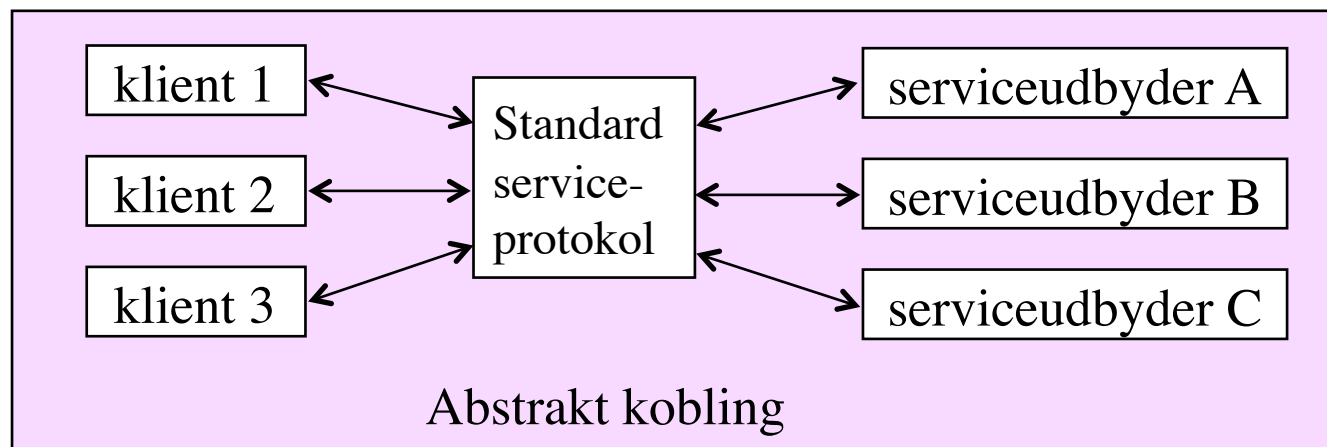 klient 1
klient 2
klient 3
Standard
service-
protokol
serviceudbyder A
serviceudbyder B
serviceudbyder C
Abstrakt kobling